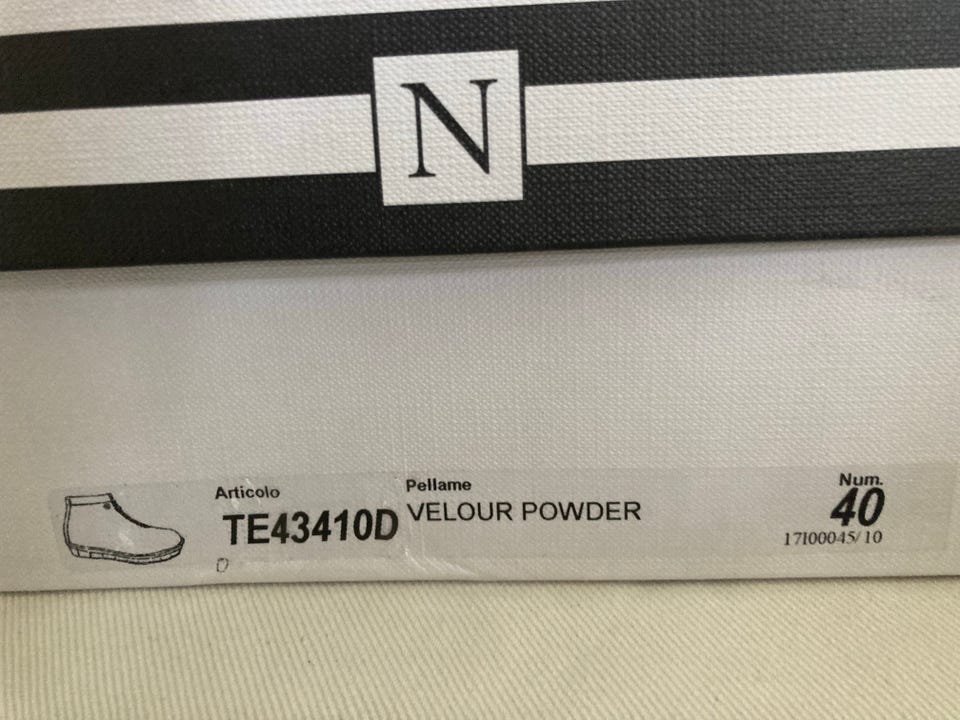 N
Articolo
Pellame
Num.
TE43410D
VELOUR POWDER
40
17I00045/10